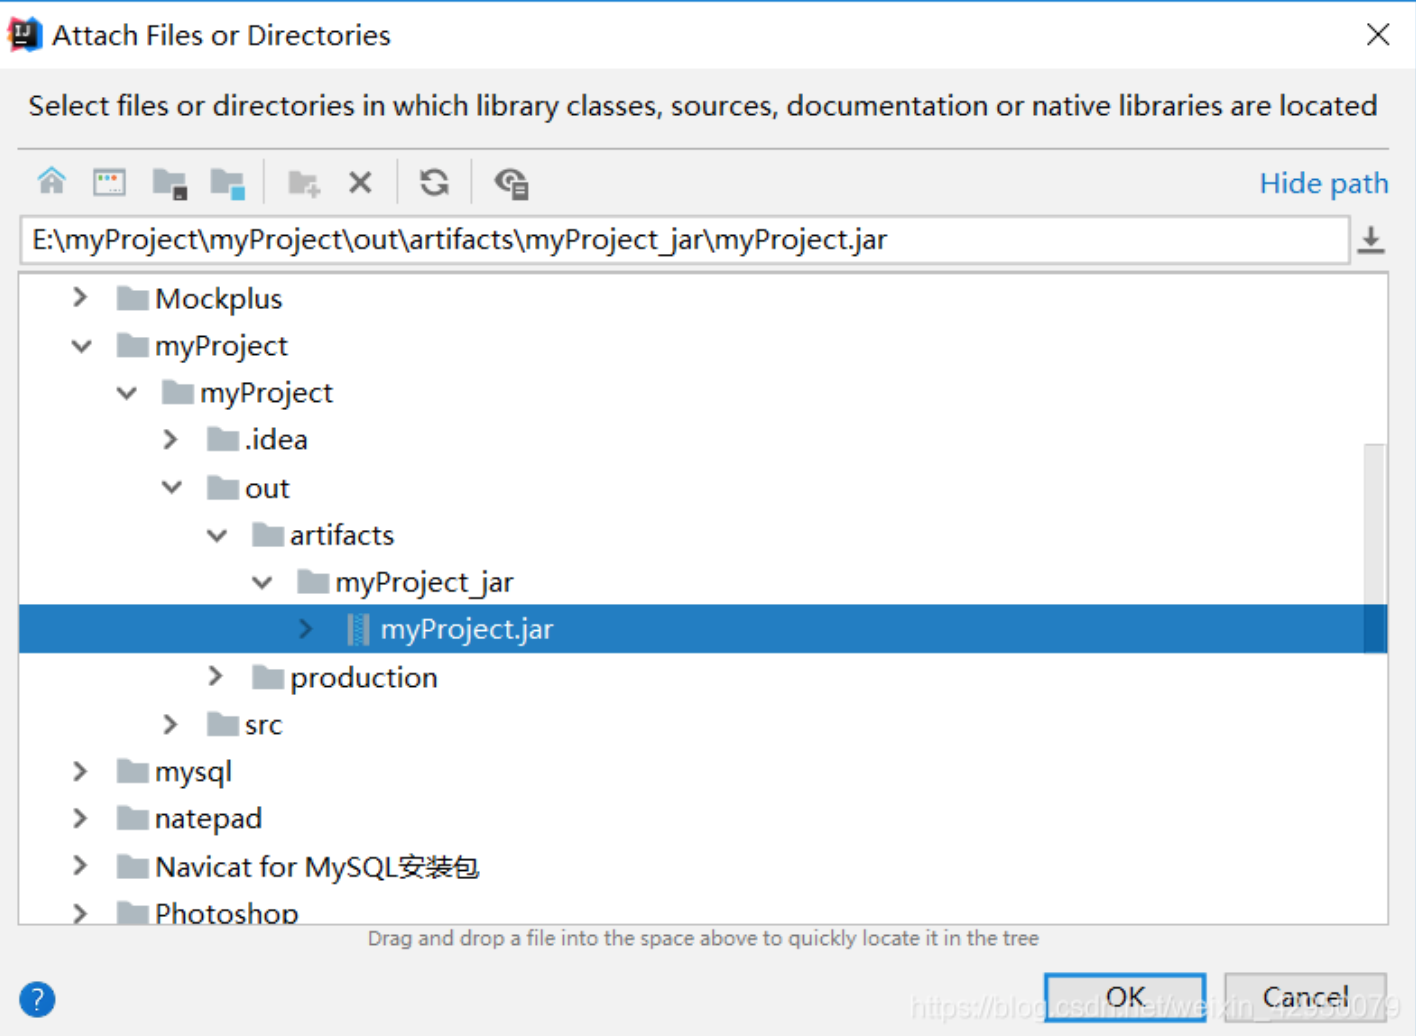 Attach Files or Directories
Select files or directories in which library classes, sources, documentation or native libraries are located
Hide path
E:\myProject\myProject\out\artifacts\myProject_jar\myProject.jar
Mockplus
myProject
myProject
.idea
out
artifacts
myProject_jar
myProject.jar
production
src
mysql
natepad
Navicat for MySQL安装包
Photoshop
Drag and drop a file into the space above to quickly locate it in the tree
?
OK
Cancel
https://blog.csdn.net/weixin_42930079